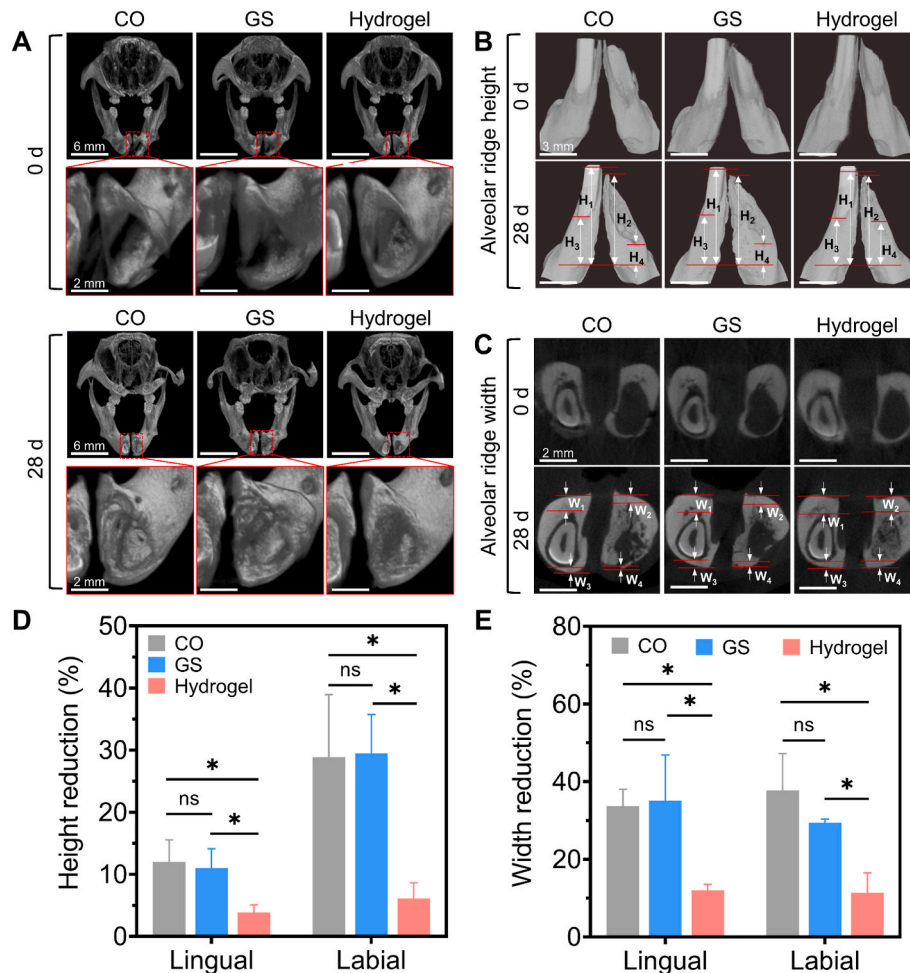 A
CO GS Hydrogel
0 d
6 mm
2 mm
CO GS Hydrogel
28 d
6 mm
2 mm
B
CO GS Hydrogel
Alveolar ridge height
0 d
3 mm
28 d
H1 H2 H3 H4
H1 H2 H3 H4
H1 H2 H3 H4
C
CO GS Hydrogel
Alveolar ridge width
0 d
2 mm
28 d
W1 W2 W3 W4
W1 W2 W3 W4
W1 W2 W3 W4
D
Height reduction (%)
50
40
30
20
10
0
CO
GS
Hydrogel
*
ns
*
*
ns
*
Lingual Labial
E
Width reduction (%)
80
60
40
20
0
CO GS Hydrogel
*
ns
*
*
ns
*
Lingual Labial